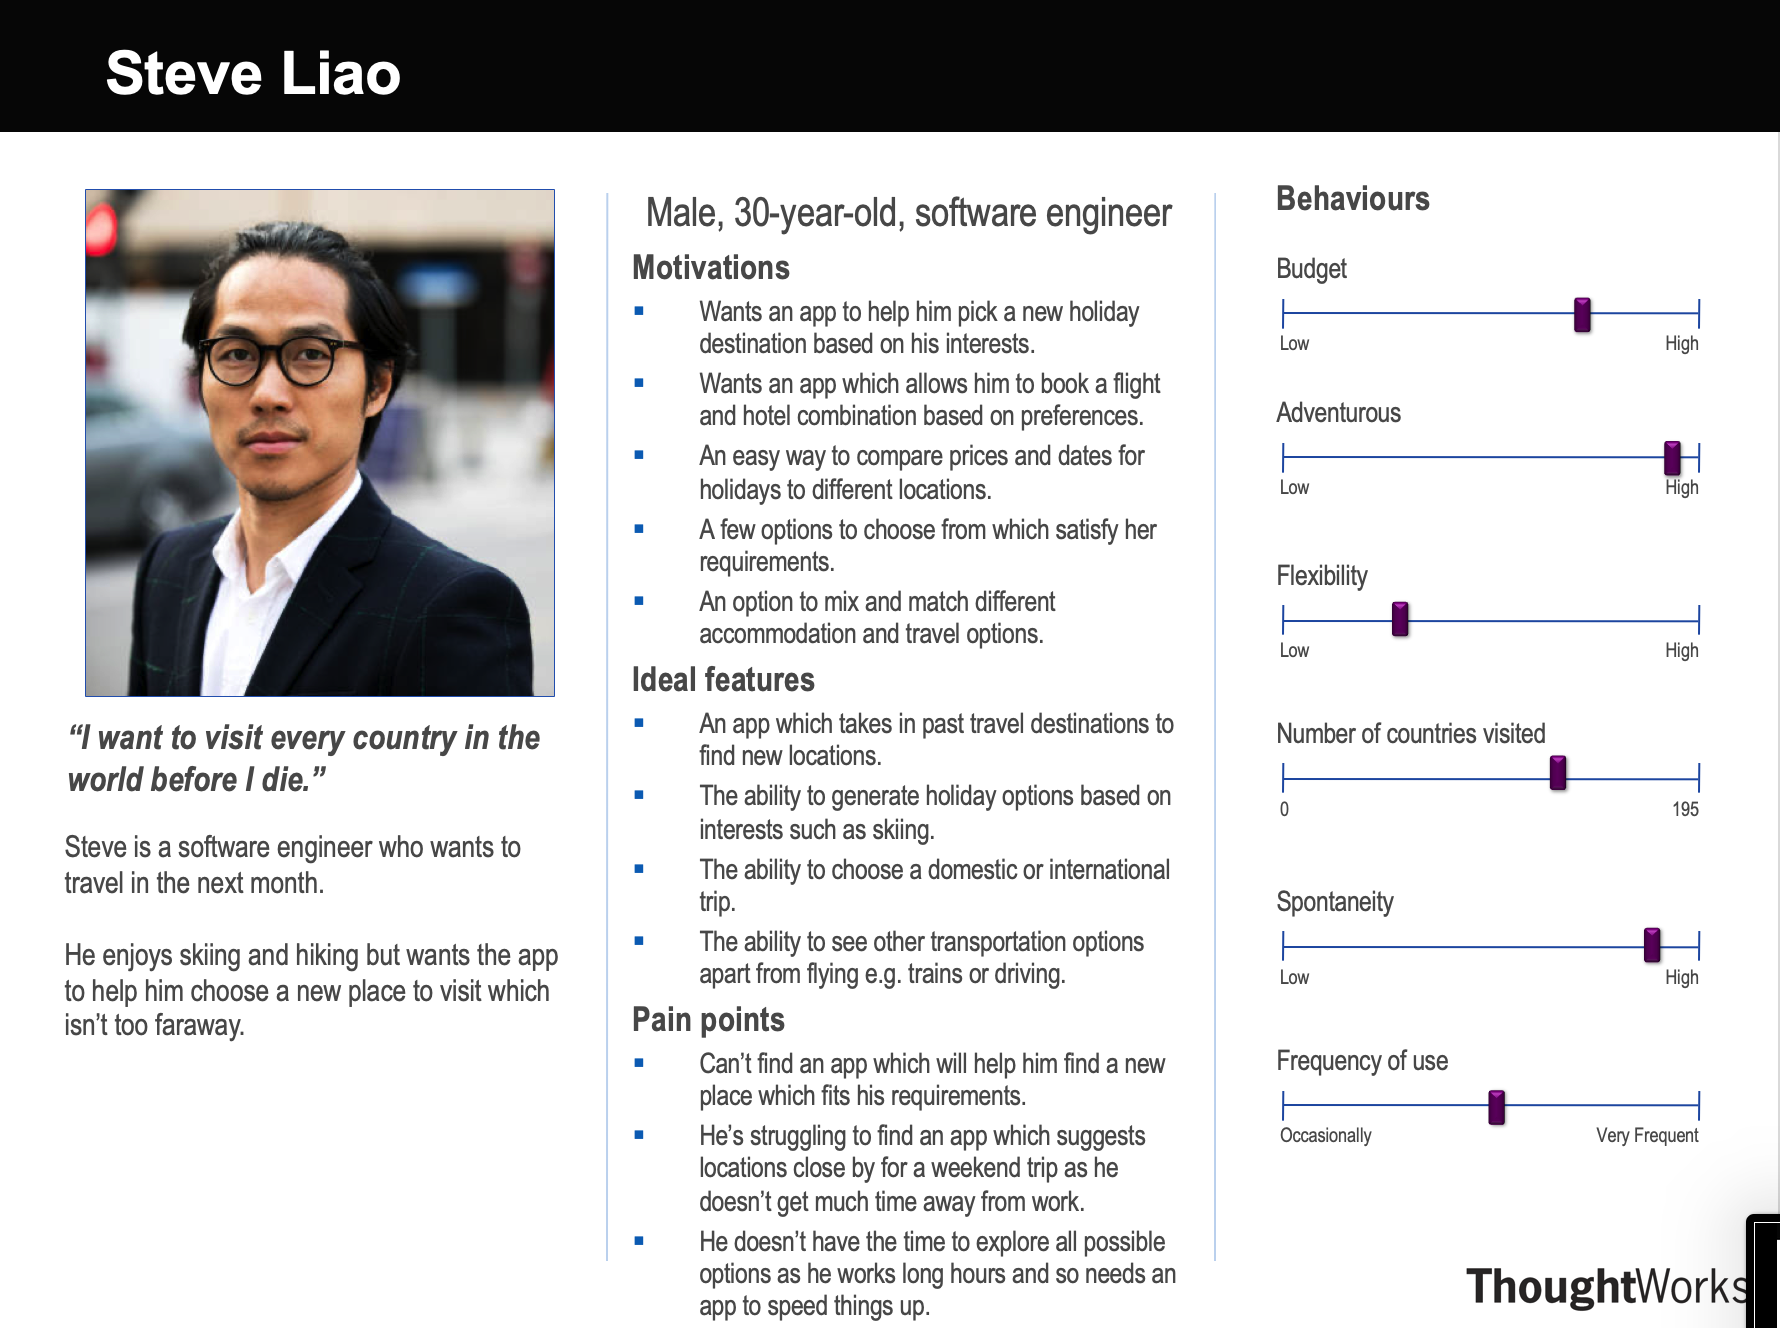 Steve Liao
“I want to visit every country in the
world before I die.”
Steve is a software engineer who wants to
travel in the next month.
He enjoys skiing and hiking but wants the app
to help him choose a new place to visit which
isn’t too faraway.
Male, 30-year-old, software engineer
Motivations
Wants an app to help him pick a new holiday
destination based on his interests.
Wants an app which allows him to book a flight
and hotel combination based on preferences.
An easy way to compare prices and dates for
holidays to different locations.
A few options to choose from which satisfy her
requirements.
An option to mix and match different
accommodation and travel options.
Ideal features
An app which takes in past travel destinations to
find new locations.
The ability to generate holiday options based on
interests such as skiing.
The ability to choose a domestic or international
trip.
The ability to see other transportation options
apart from flying e.g. trains or driving.
Pain points
Can’t find an app which will help him find a new
place which fits his requirements.
He’s struggling to find an app which suggests
locations close by for a weekend trip as he
doesn’t get much time away from work.
He doesn’t have the time to explore all possible
options as he works long hours and so needs an
app to speed things up.
Behaviours
Budget
Low High
Adventurous
Low High
Flexibility
Low High
Number of countries visited
0 195
Spontaneity
Low High
Frequency of use
Occasionally Very Frequent
ThoughtWorks